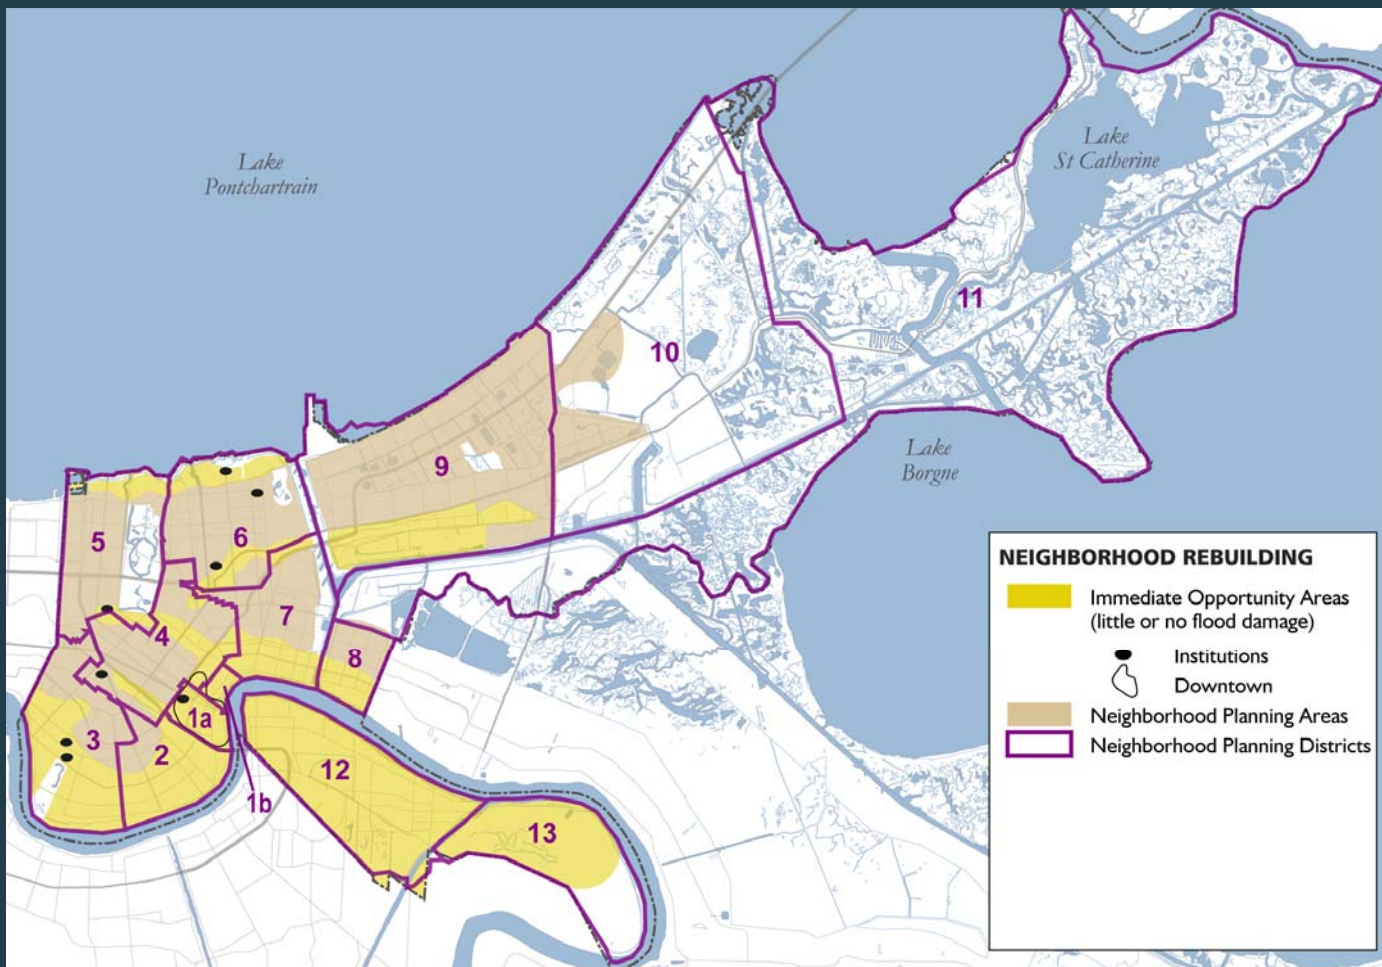 Lake
Pontchartrain
Lake
St Catherine
11
10
Lake
Borgne
9
5
6
7
4
8
1a
3
2
12
1b
13
NEIGHBORHOOD REBUILDING
Immediate Opportunity Areas
(little or no flood damage)
Institutions
Downtown
Neighborhood Planning Areas
Neighborhood Planning Districts